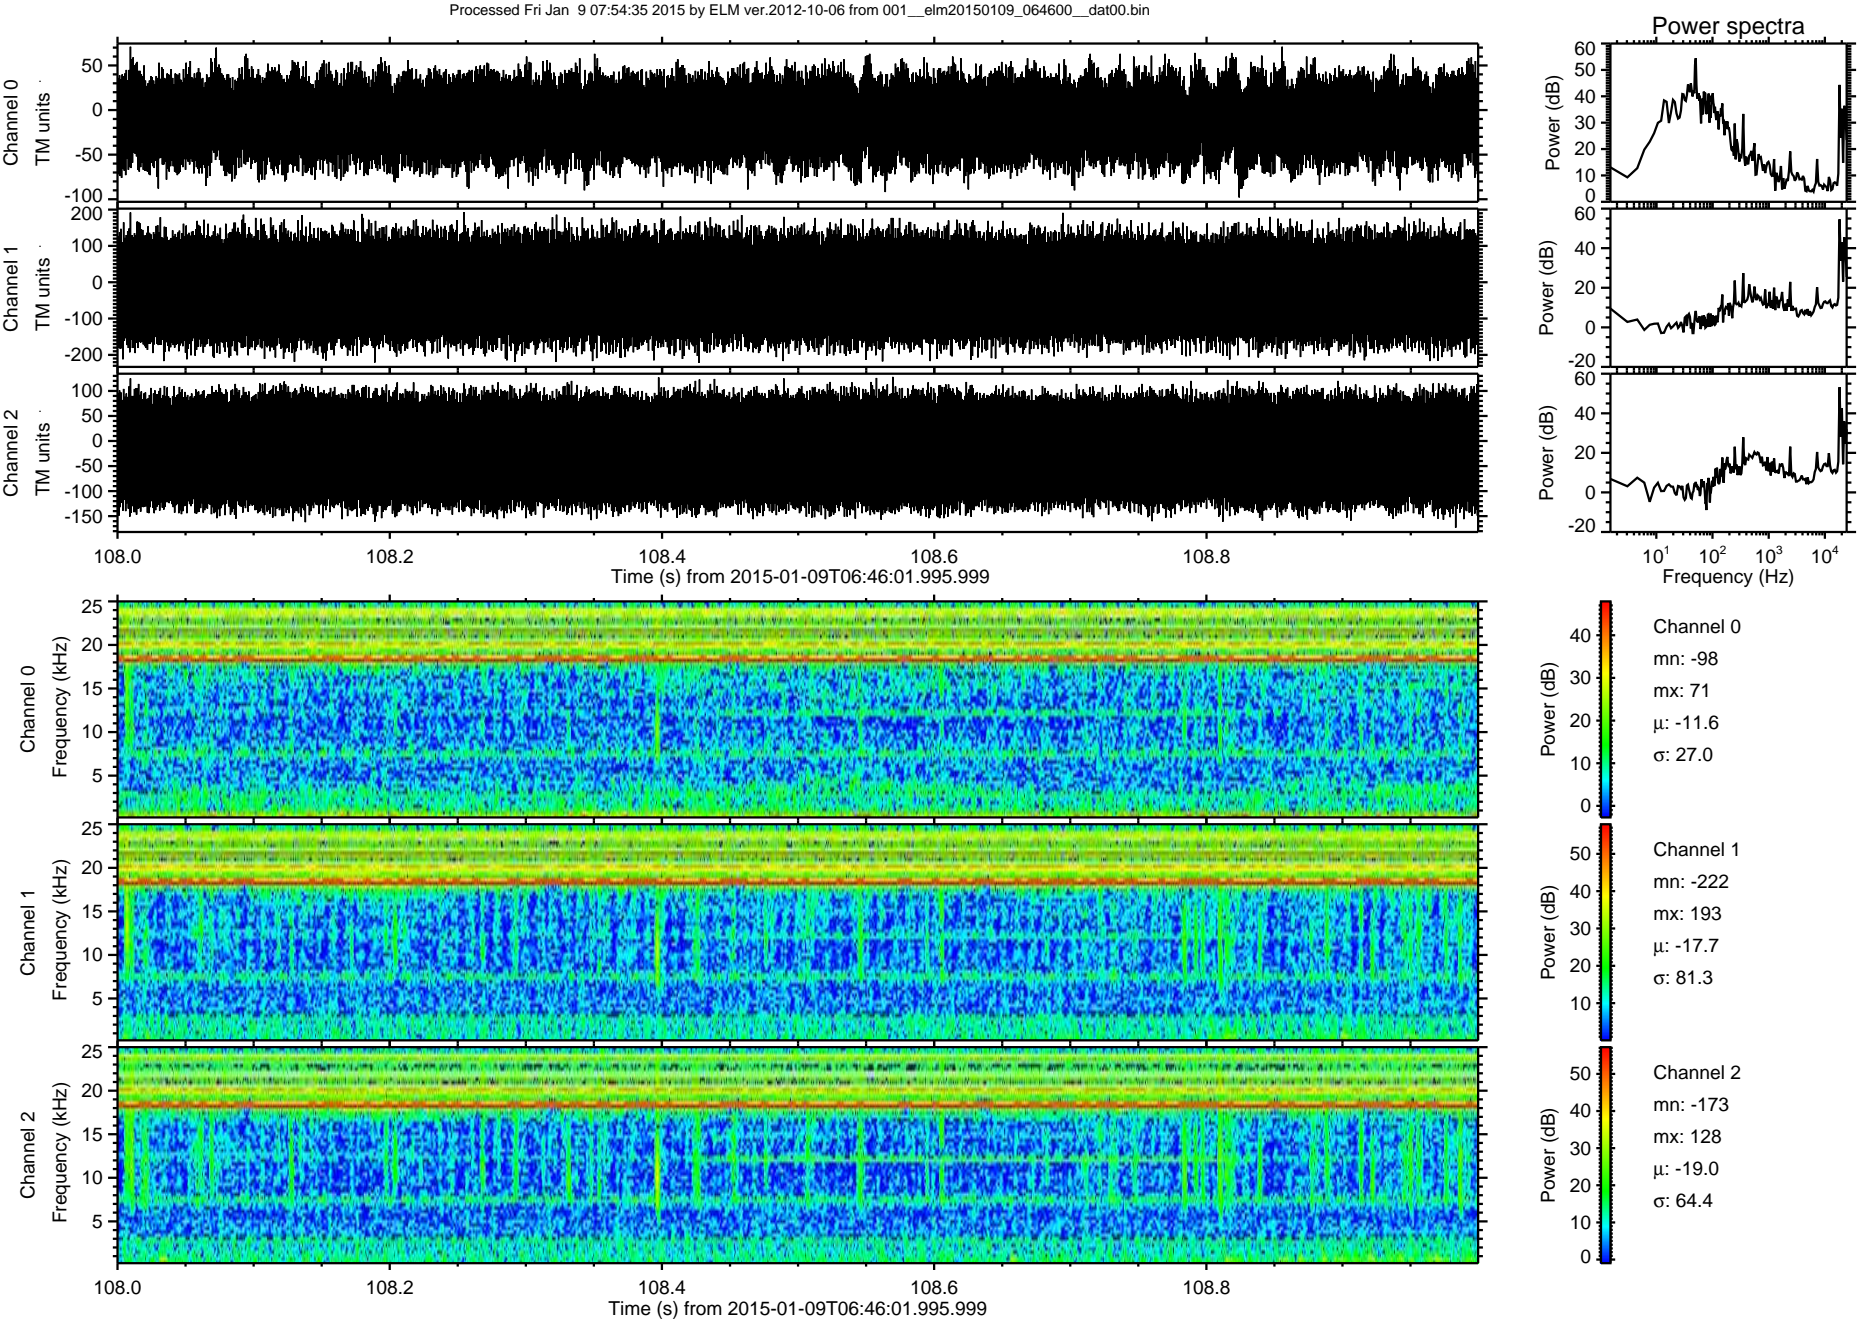 Processed Fri Jan  9 07:54:35 2015 by ELM ver.2012-10-06 from 001__elm20150109_064600__dat00.bin
Power spectra
Channel 0
TM units
50
0
-50
-100
Power (dB)
60
50
40
30
20
10
0
Channel 1
TM units
200
100
0
-100
-200
Power (dB)
60
40
20
0
-20
Channel 2
TM units
100
50
0
-50
-100
-150
Power (dB)
60
40
20
0
-20
108.0 108.2 108.4 108.6 108.8
Time (s) from 2015-01-09T06:46:01.995.999
10¹ 10² 10³ 10⁴
Frequency (Hz)
Channel 0
Frequency (kHz)
25
20
15
10
5
Power (dB)
40
30
20
10
0
Channel 0
mn: -98
mx: 71
μ: -11.6
σ: 27.0
Channel 1
Frequency (kHz)
25
20
15
10
5
Power (dB)
50
40
30
20
10
Channel 1
mn: -222
mx: 193
μ: -17.7
σ: 81.3
Channel 2
Frequency (kHz)
25
20
15
10
5
Power (dB)
50
40
30
20
10
0
Channel 2
mn: -173
mx: 128
μ: -19.0
σ: 64.4
108.0 108.2 108.4 108.6 108.8
Time (s) from 2015-01-09T06:46:01.995.999